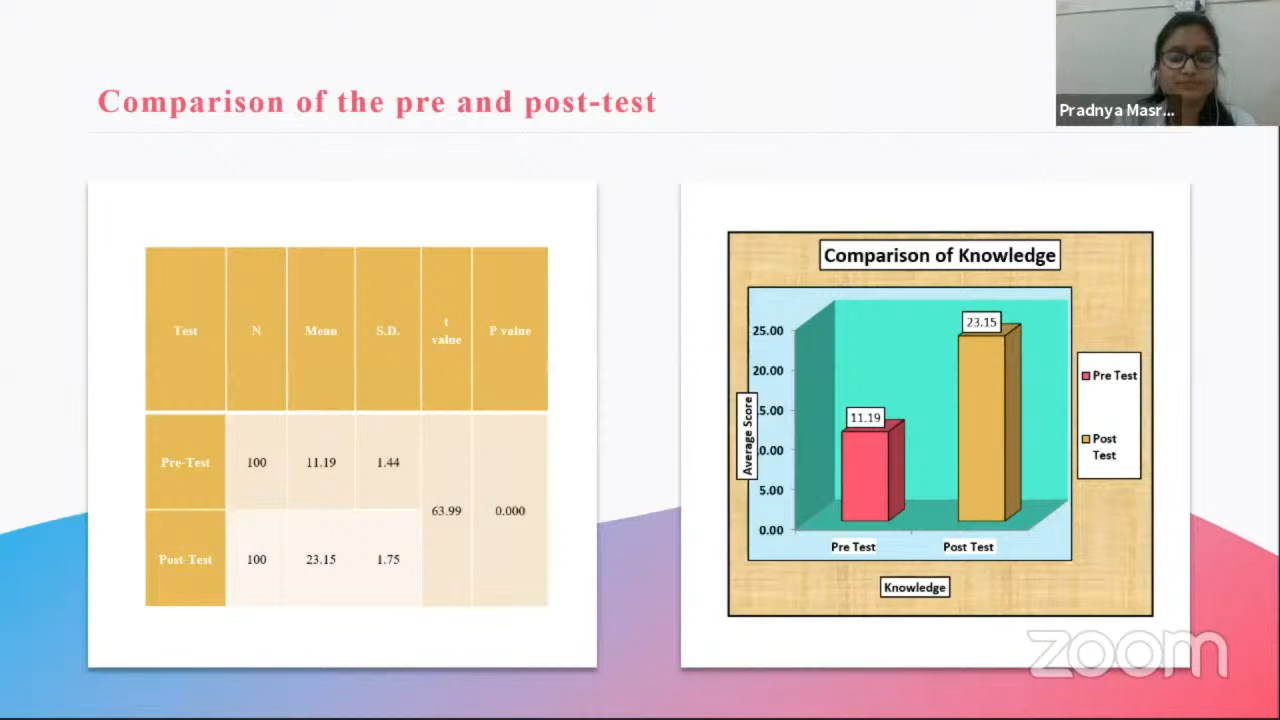 Comparison of the pre and post-test
Pradnya Masr...
Test N Mean S.D. t value P value
Pre-Test 100 11.19 1.44 63.99 0.000
Post-Test 100 23.15 1.75
Comparison of Knowledge
25.00
20.00
15.00
10.00
5.00
0.00
Average Score
11.19
23.15
Pre Test
Post Test
Knowledge
Pre Test
Post
Test
zoom